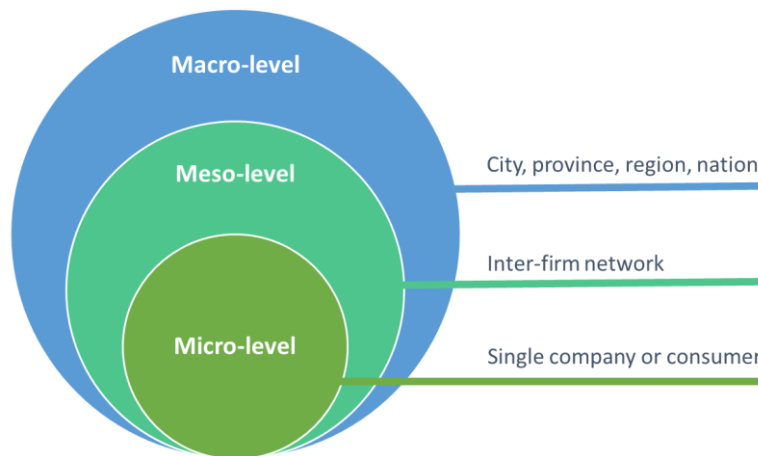 Macro-level
City, province, region, nation
Meso-level
Inter-firm network
Micro-level
Single company or consumer